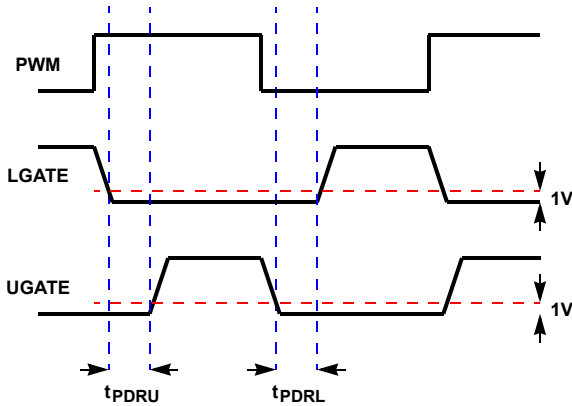 PWM
LGATE
1V
UGATE
1V
tPDRU
tPDRL